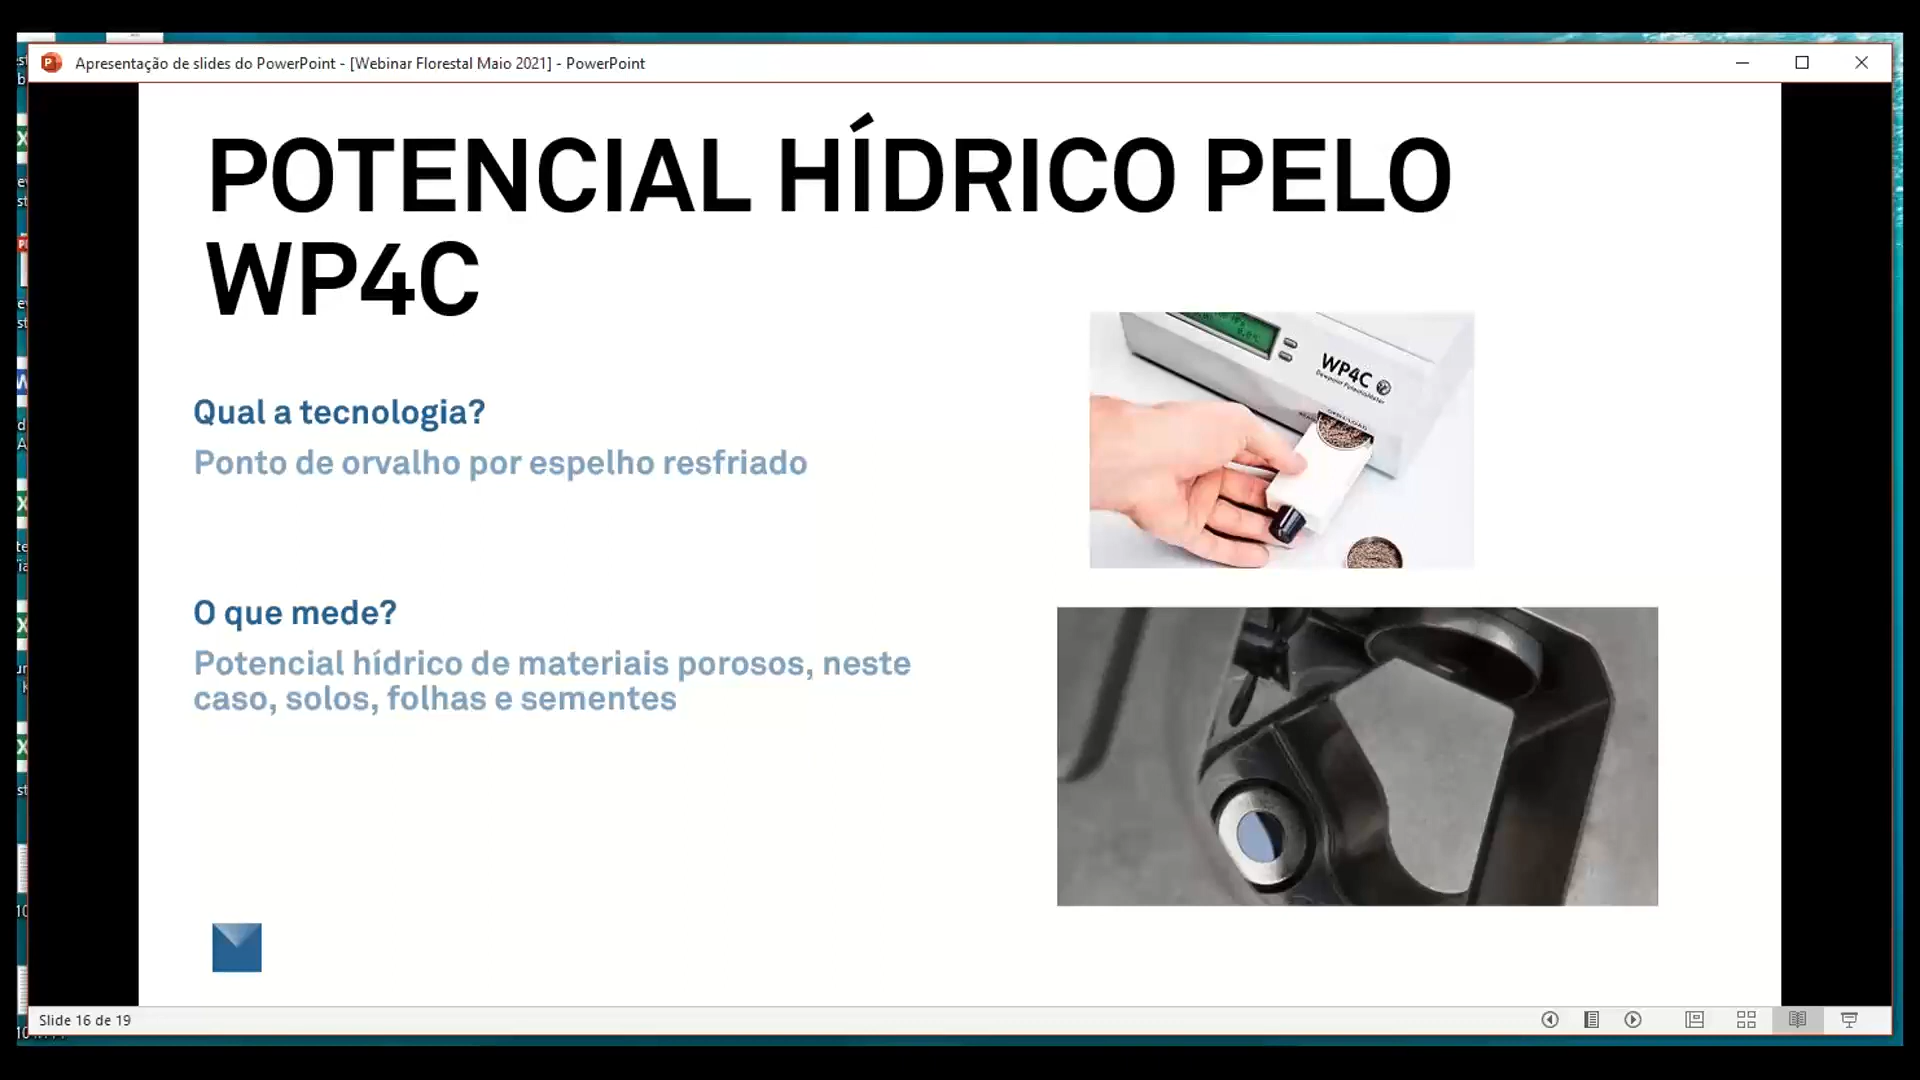 Apresentação de slides do PowerPoint - [Webinar Florestal Maio 2021] - PowerPoint
POTENCIAL HÍDRICO PELO
WP4C
WP4C
Qual a tecnologia?
Ponto de orvalho por espelho resfriado
O que mede?
Potencial hídrico de materiais porosos, neste
caso, solos, folhas e sementes
Slide 16 de 19